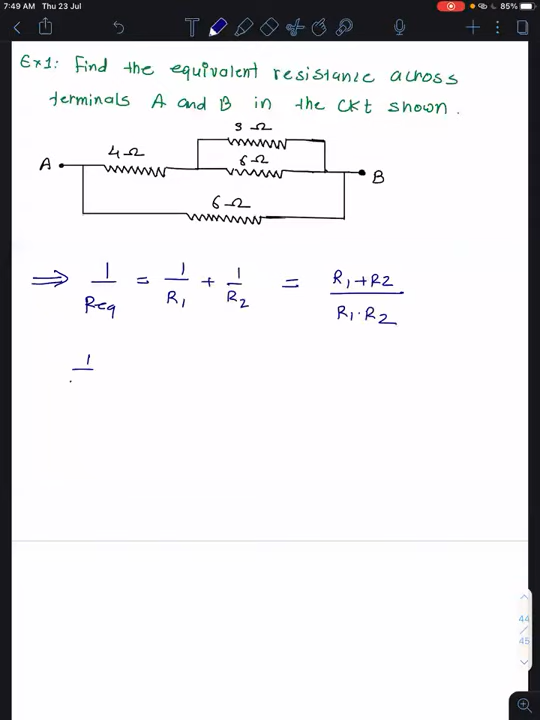 7:49 AM Thu 23 Jul
85%
Ex1: Find the equivalent resistance across
terminals A and B in the CKt shown.
3 Ω
4 Ω
6 Ω
A
B
6 Ω
⟹ 1/Req = 1/R1 + 1/R2 = R1+R2/R1·R2
1
44
/
45